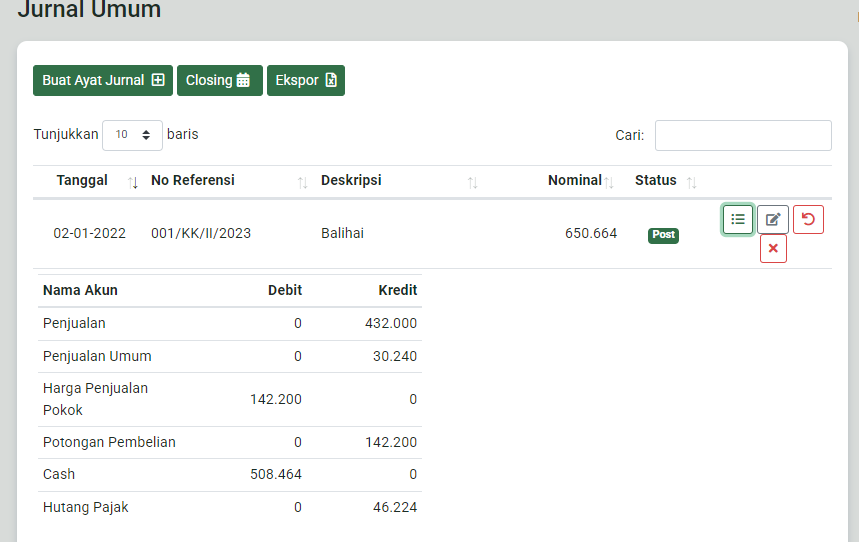 Jurnal Umum
Buat Ayat Jurnal
Closing
Ekspor
Tunjukkan 10 baris
Cari:
Tanggal No Referensi Deskripsi Nominal Status
02-01-2022 001/KK/II/2023 Balihai 650.664 Post
Nama Akun Debit Kredit
Penjualan 0 432.000
Penjualan Umum 0 30.240
Harga Penjualan
Pokok 142.200 0
Potongan Pembelian 0 142.200
Cash 508.464 0
Hutang Pajak 0 46.224